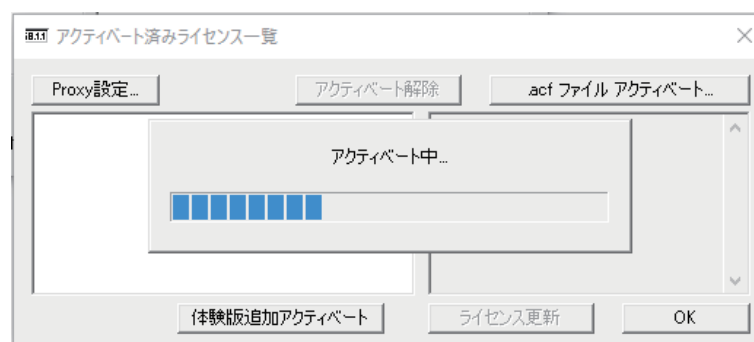 アクティベート済みライセンス一覧
Proxy設定...
アクティベート解除
.acf ファイル アクティベート...
アクティベート中...
体験版追加アクティベート
ライセンス更新
OK